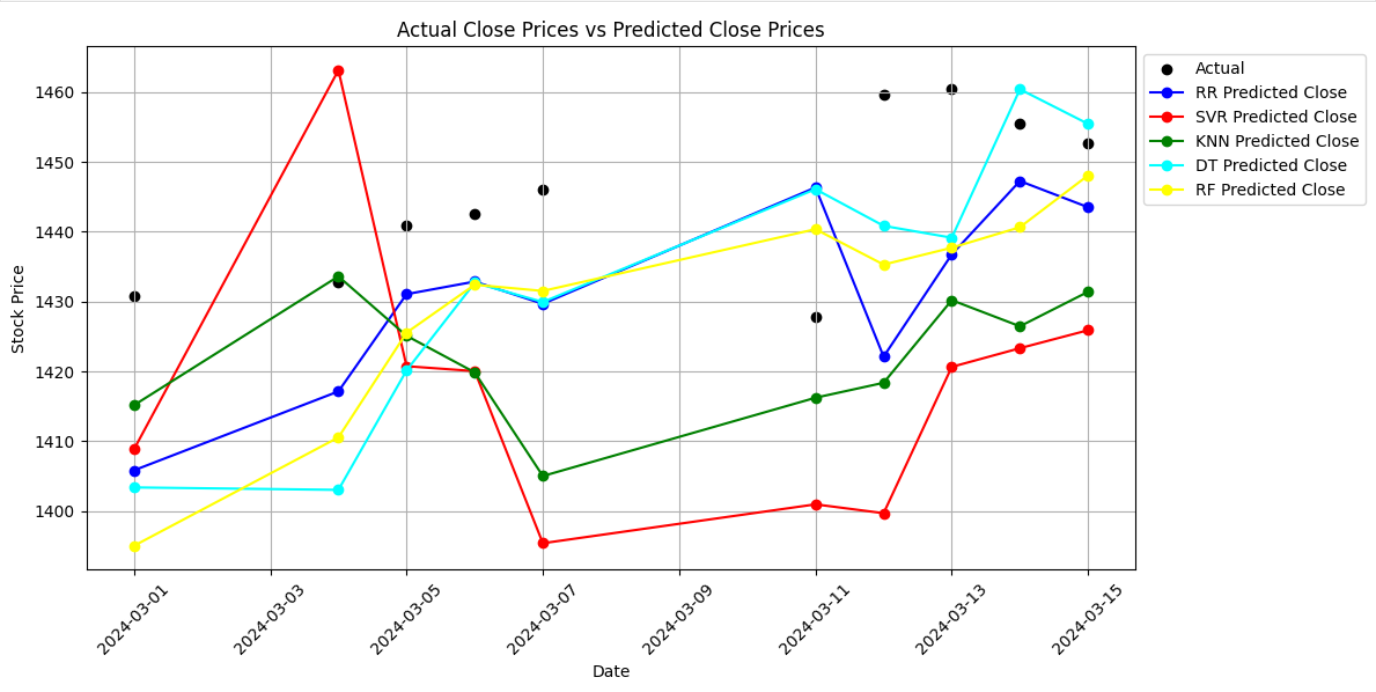 Actual Close Prices vs Predicted Close Prices
1460
1450
1440
1430
1420
1410
1400
Stock Price
2024-03-01
2024-03-03
2024-03-05
2024-03-07
2024-03-09
2024-03-11
2024-03-13
2024-03-15
Date
Actual
RR Predicted Close
SVR Predicted Close
KNN Predicted Close
DT Predicted Close
RF Predicted Close